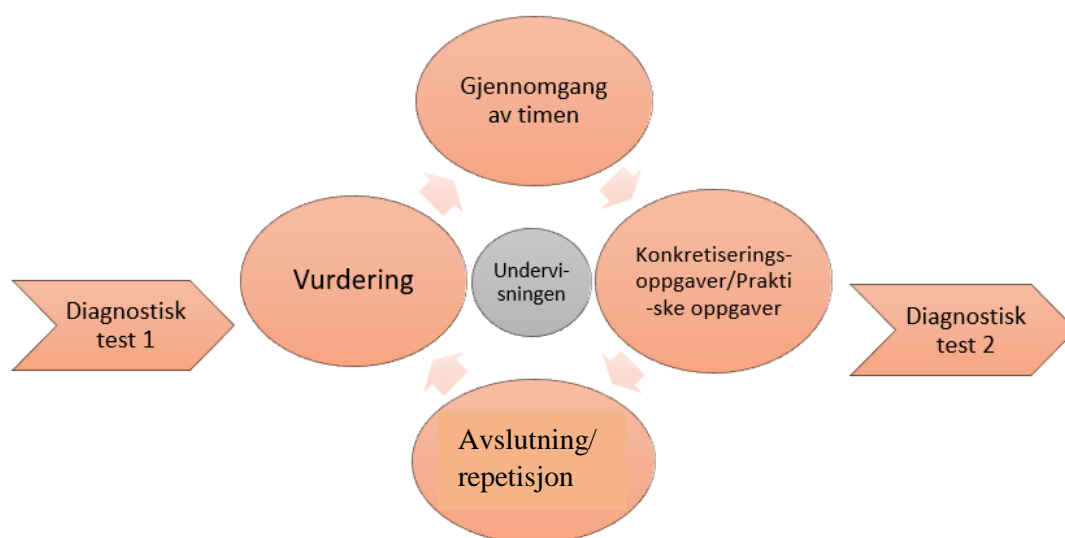 Gjennomgang
av timen
Vurdering
Undervi-
sningen
Konkretiserings-
oppgaver/Prakti
-ske oppgaver
Diagnostisk
test 1
Diagnostisk
test 2
Avslutning/
repetisjon